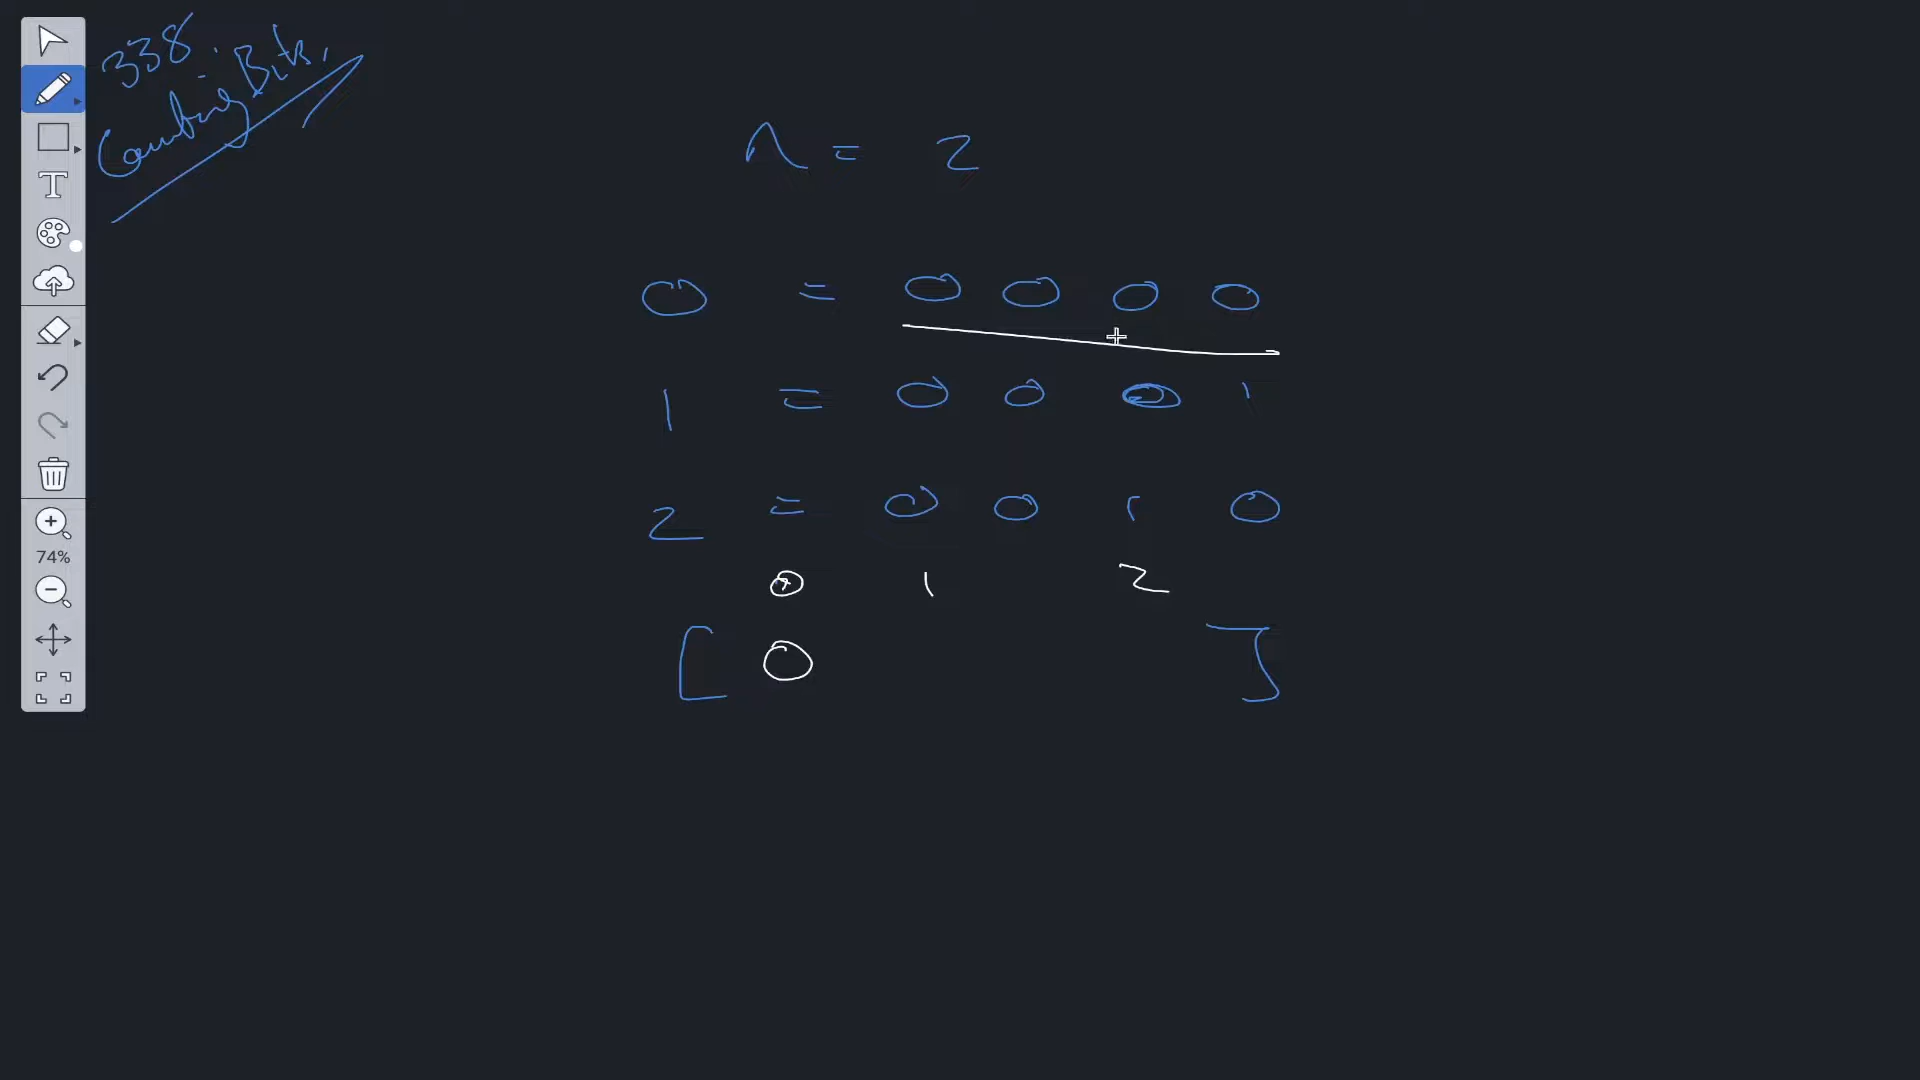 338.
Counting Bits.
n = 2
0 = 0 0 0 0
1 = 0 0 0 1
2 = 0 0 1 0
0 1 2
[ 0 ]
T
74%